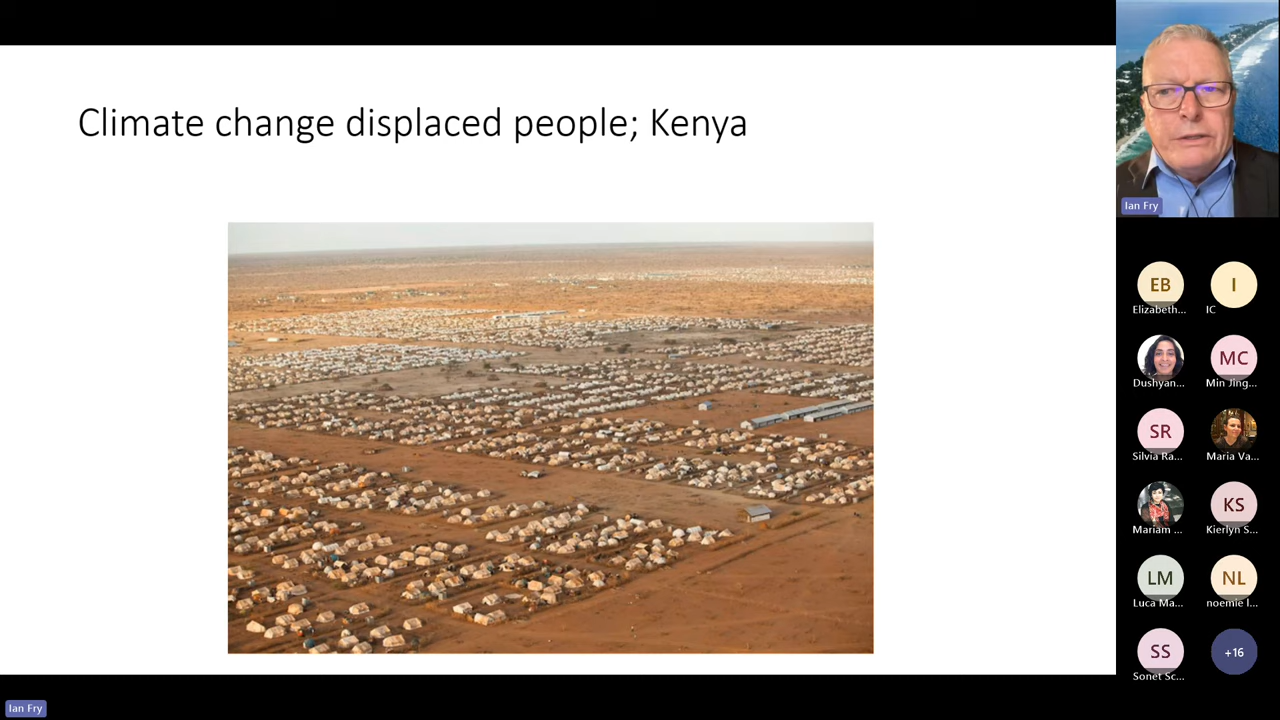 Climate change displaced people; Kenya
Ian Fry
EB
Elizabeth...
I
IC
Dushyan...
MC
Min Jing...
SR
Silvia Ra...
Maria Va...
Mariam ...
KS
Kierlyn S...
LM
Luca Ma...
NL
noemie l...
SS
Sonet Sc...
+16
Ian Fry